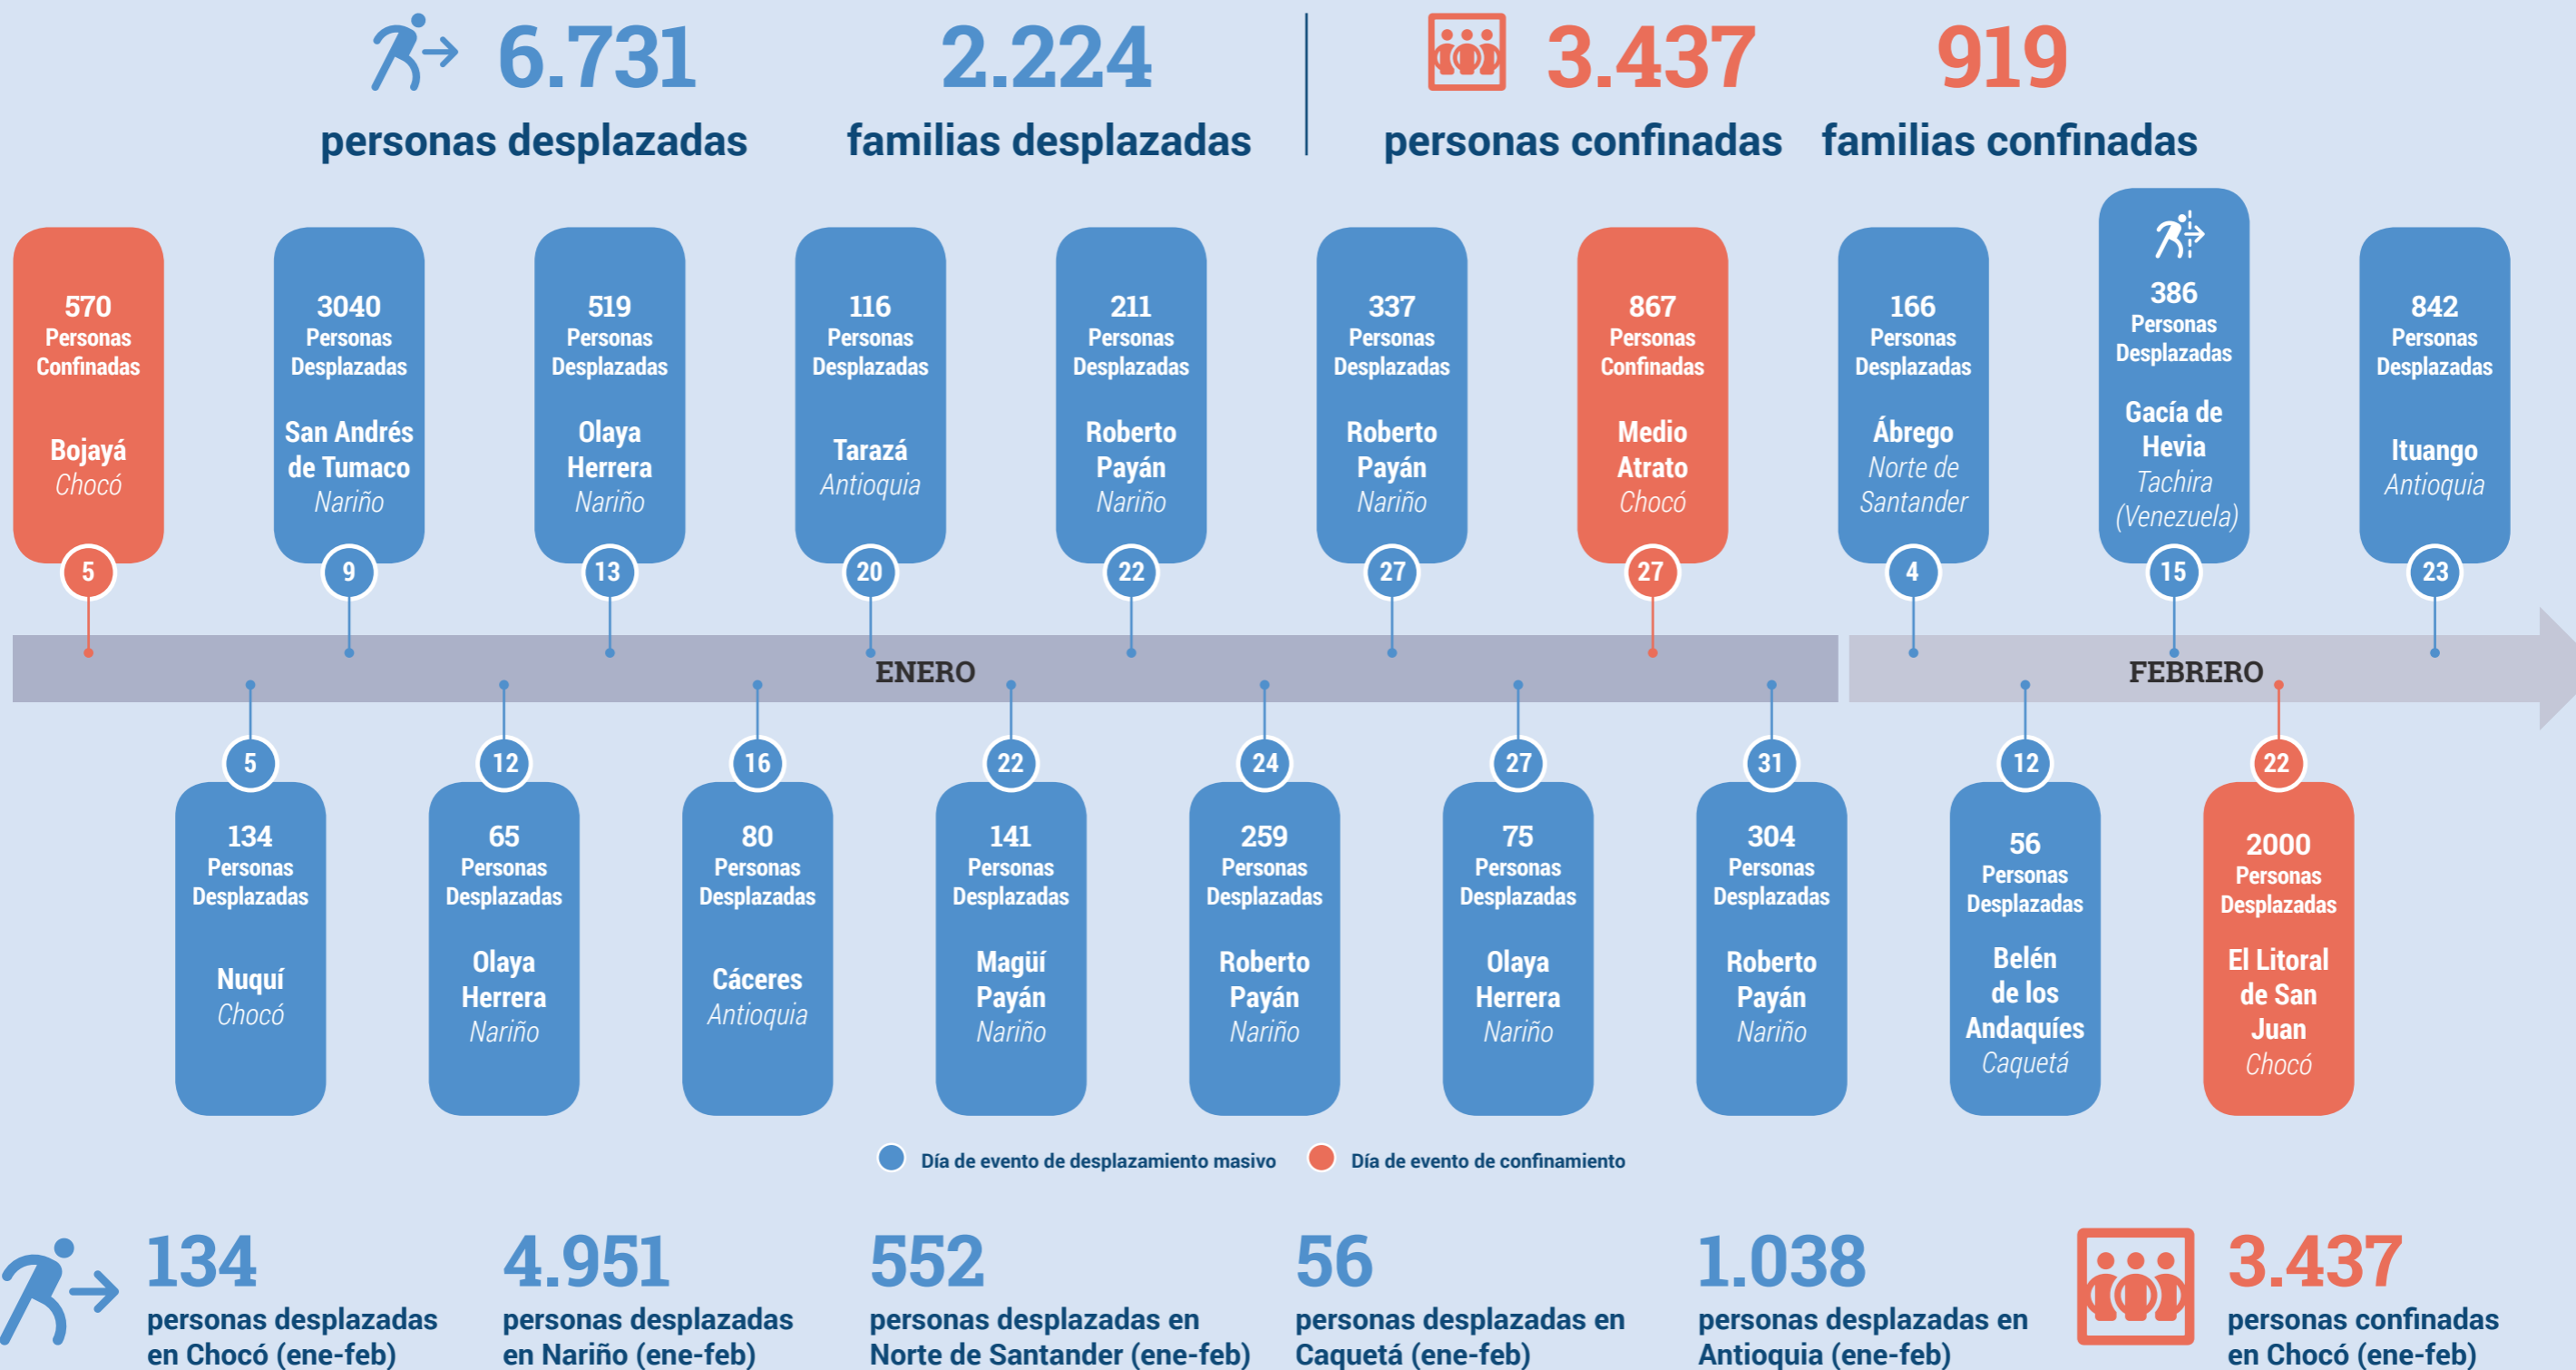 6.731
personas desplazadas
2.224
familias desplazadas
3.437
personas confinadas
919
familias confinadas
570
Personas
Confinadas
Bojayá
Chocó
5
3040
Personas
Desplazadas
San Andrés
de Tumaco
Nariño
9
519
Personas
Desplazadas
Olaya
Herrera
Nariño
13
116
Personas
Desplazadas
Tarazá
Antioquia
20
211
Personas
Desplazadas
Roberto
Payán
Nariño
22
337
Personas
Desplazadas
Roberto
Payán
Nariño
27
867
Personas
Confinadas
Medio
Atrato
Chocó
27
166
Personas
Desplazadas
Ábrego
Norte de
Santander
4
386
Personas
Desplazadas
Gacía de
Hevia
Tachira
(Venezuela)
15
842
Personas
Desplazadas
Ituango
Antioquia
23
ENERO
FEBRERO
5
134
Personas
Desplazadas
Nuquí
Chocó
12
65
Personas
Desplazadas
Olaya
Herrera
Nariño
16
80
Personas
Desplazadas
Cáceres
Antioquia
22
141
Personas
Desplazadas
Magüí
Payán
Nariño
24
259
Personas
Desplazadas
Roberto
Payán
Nariño
27
75
Personas
Desplazadas
Olaya
Herrera
Nariño
31
304
Personas
Desplazadas
Roberto
Payán
Nariño
12
56
Personas
Desplazadas
Belén
de los
Andaquíes
Caquetá
22
2000
Personas
Desplazadas
El Litoral
de San
Juan
Chocó
Día de evento de desplazamiento masivo
Día de evento de confinamiento
134
personas desplazadas
en Chocó (ene-feb)
4.951
personas desplazadas
en Nariño (ene-feb)
552
personas desplazadas en
Norte de Santander (ene-feb)
56
personas desplazadas en
Caquetá (ene-feb)
1.038
personas desplazadas en
Antioquia (ene-feb)
3.437
personas confinadas
en Chocó (ene-feb)